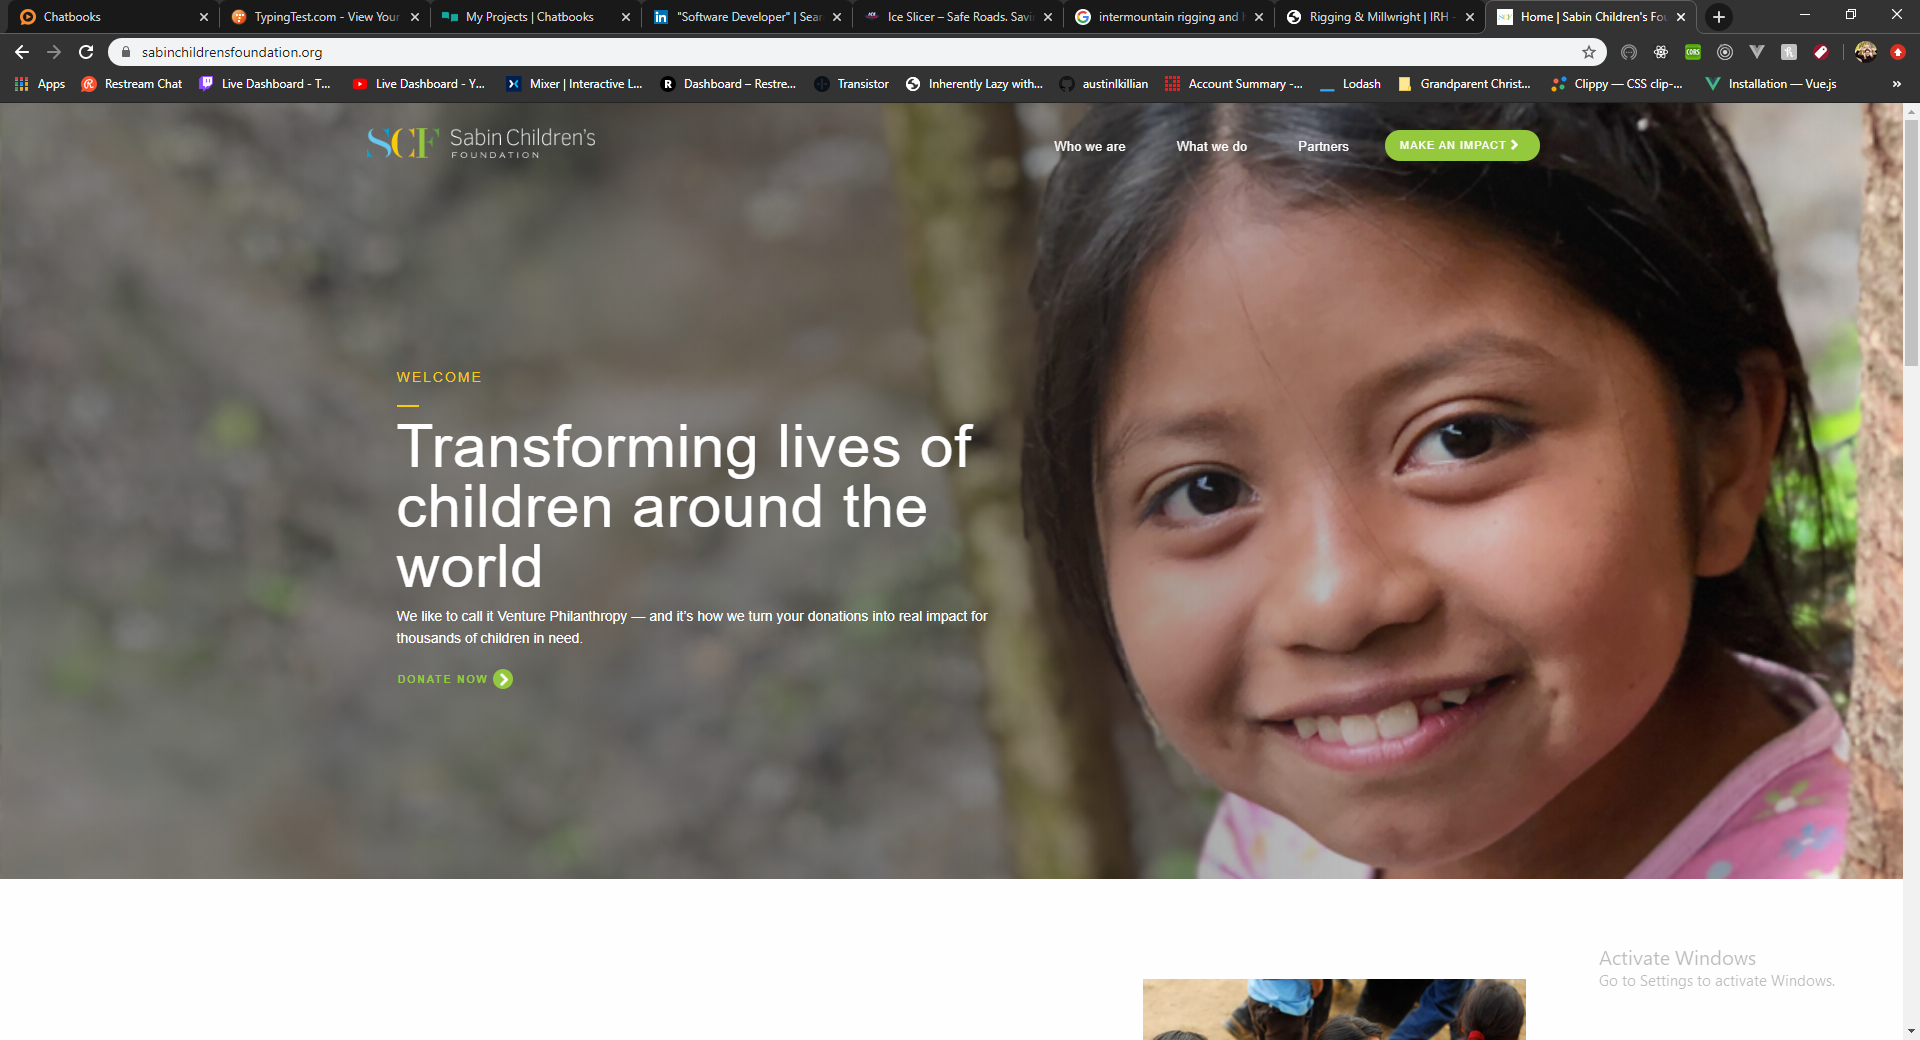 Chatbooks
TypingTest.com - View Your
My Projects | Chatbooks
"Software Developer" | Sear
Ice Slicer – Safe Roads. Savi
intermountain rigging and h
Rigging & Millwright | IRH -
Home | Sabin Children's Fou
sabinchildrensfoundation.org
Apps
Restream Chat
Live Dashboard - T...
Live Dashboard - Y...
Mixer | Interactive L...
Dashboard – Restre...
Transistor
Inherently Lazy with...
austinlkillian
Account Summary -...
Lodash
Grandparent Christ...
Clippy — CSS clip-...
Installation — Vue.js
»
SCF Sabin Children's
FOUNDATION
Who we are
What we do
Partners
MAKE AN IMPACT
WELCOME
Transforming lives of
children around the
world
We like to call it Venture Philanthropy — and it's how we turn your donations into real impact for
thousands of children in need.
DONATE NOW
Activate Windows
Go to Settings to activate Windows.